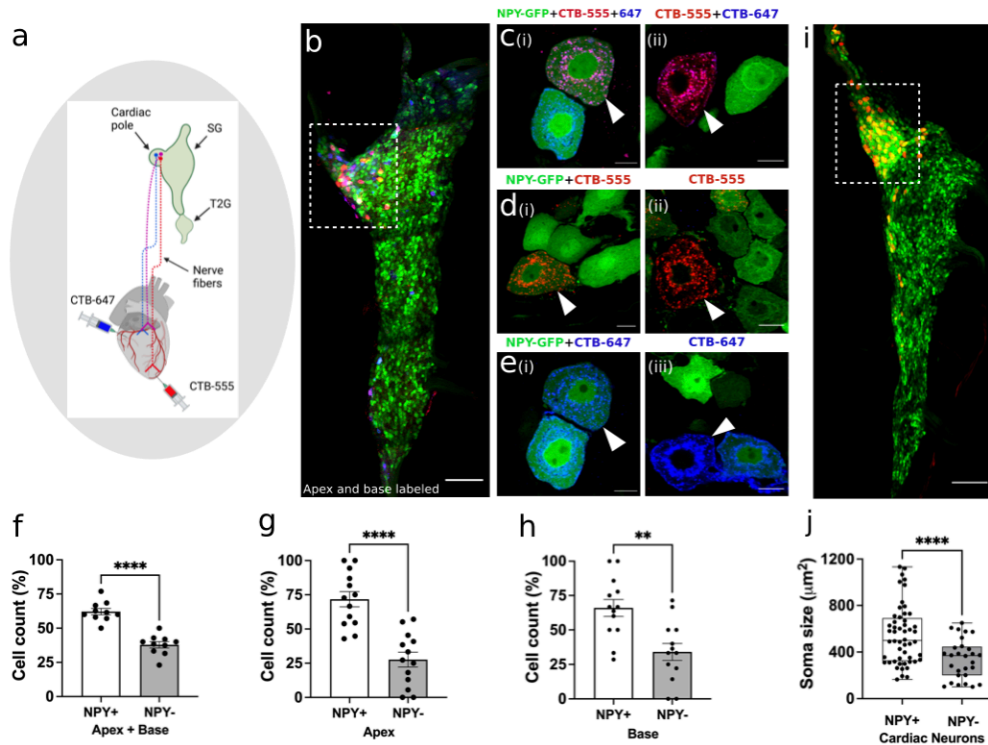 a
Cardiac
pole
SG
T2G
Nerve
fibers
CTB-647
CTB-555
b
Apex and base labeled
NPY-GFP+CTB-555+647
CTB-555+CTB-647
c(i)
(ii)
NPY-GFP+CTB-555
CTB-555
d(i)
(ii)
NPY-GFP+CTB-647
CTB-647
e(i)
(iii)
i
f
Cell count (%)
100
75
50
25
0
****
NPY+ NPY-
Apex + Base
g
Cell count (%)
100
75
50
25
0
****
NPY+ NPY-
Apex
h
Cell count (%)
100
75
50
25
0
**
NPY+ NPY-
Base
j
Soma size (μm²)
1200
800
400
0
****
NPY+ NPY-
Cardiac Neurons